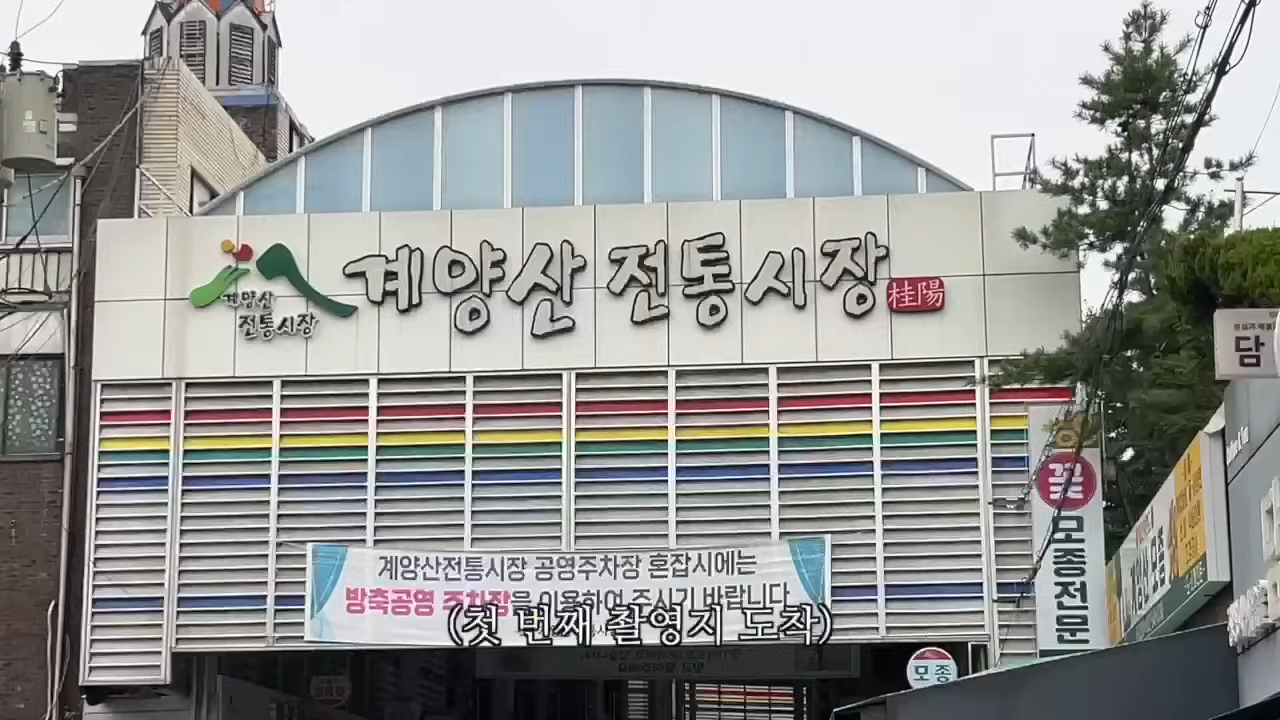 계양산 전통시장
桂陽
계양산
전통시장
계양산전통시장 공영주차장 혼잡시에는
방축공영 주차장을 이용하여 주시기 바랍니다
(첫 번째 촬영지 도착)
꽃
모종전문
모종
담